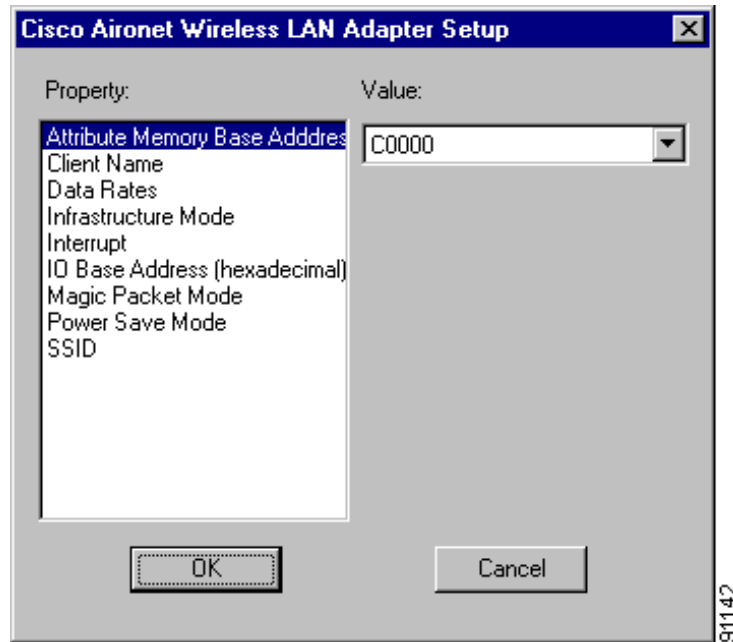 Cisco Aironet Wireless LAN Adapter Setup
Property:
Value:
Attribute Memory Base Adddres
C0000
Client Name
Data Rates
Infrastructure Mode
Interrupt
IO Base Address (hexadecimal)
Magic Packet Mode
Power Save Mode
SSID
OK
Cancel
91142